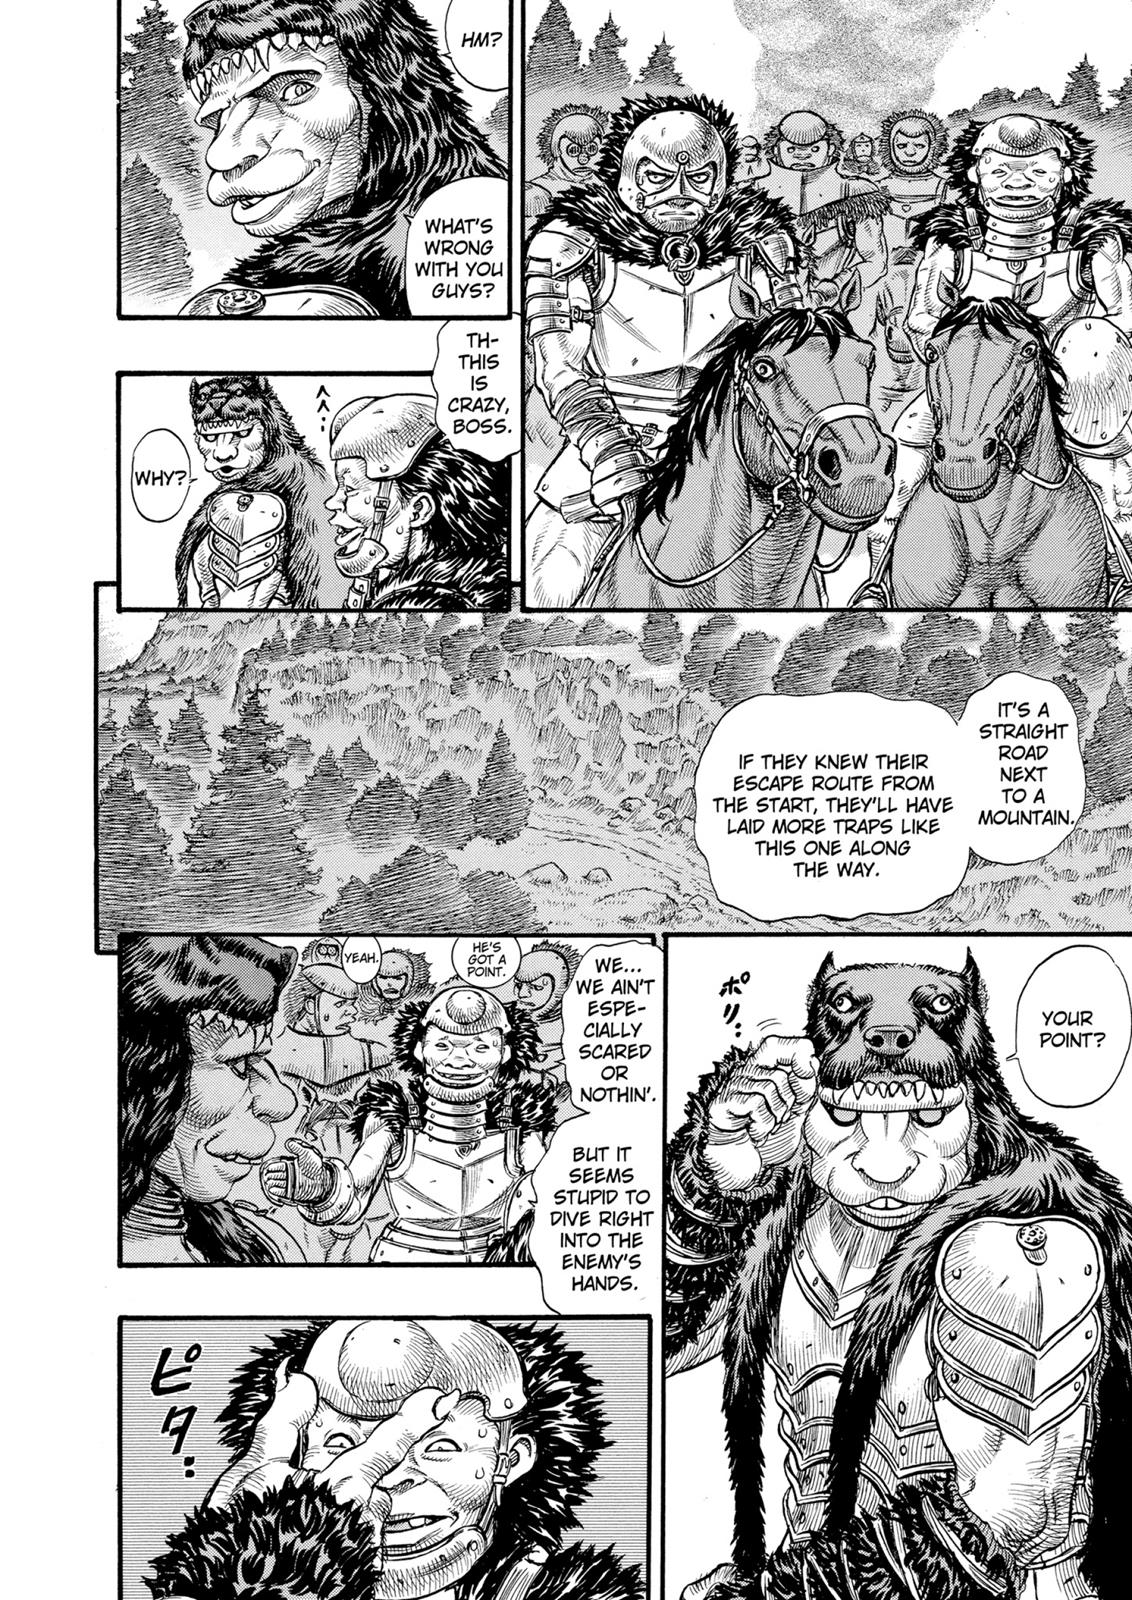 HM?
WHAT'S
WRONG
WITH YOU
GUYS?
TH-
THIS
IS
CRAZY,
BOSS.
へへ…
WHY?
IT'S A
STRAIGHT
ROAD
NEXT
TO A
MOUNTAIN.
IF THEY KNEW THEIR
ESCAPE ROUTE FROM
THE START, THEY'LL HAVE
LAID MORE TRAPS LIKE
THIS ONE ALONG
THE WAY.
YOUR
POINT?
ポリ…
WE...
WE AIN'T
ESPE-
CIALLY
SCARED
OR
NOTHIN'.
HE'S
GOT A
POINT.
YEAH.
BUT IT
SEEMS
STUPID TO
DIVE RIGHT
INTO THE
ENEMY'S
HANDS.
ピタ…